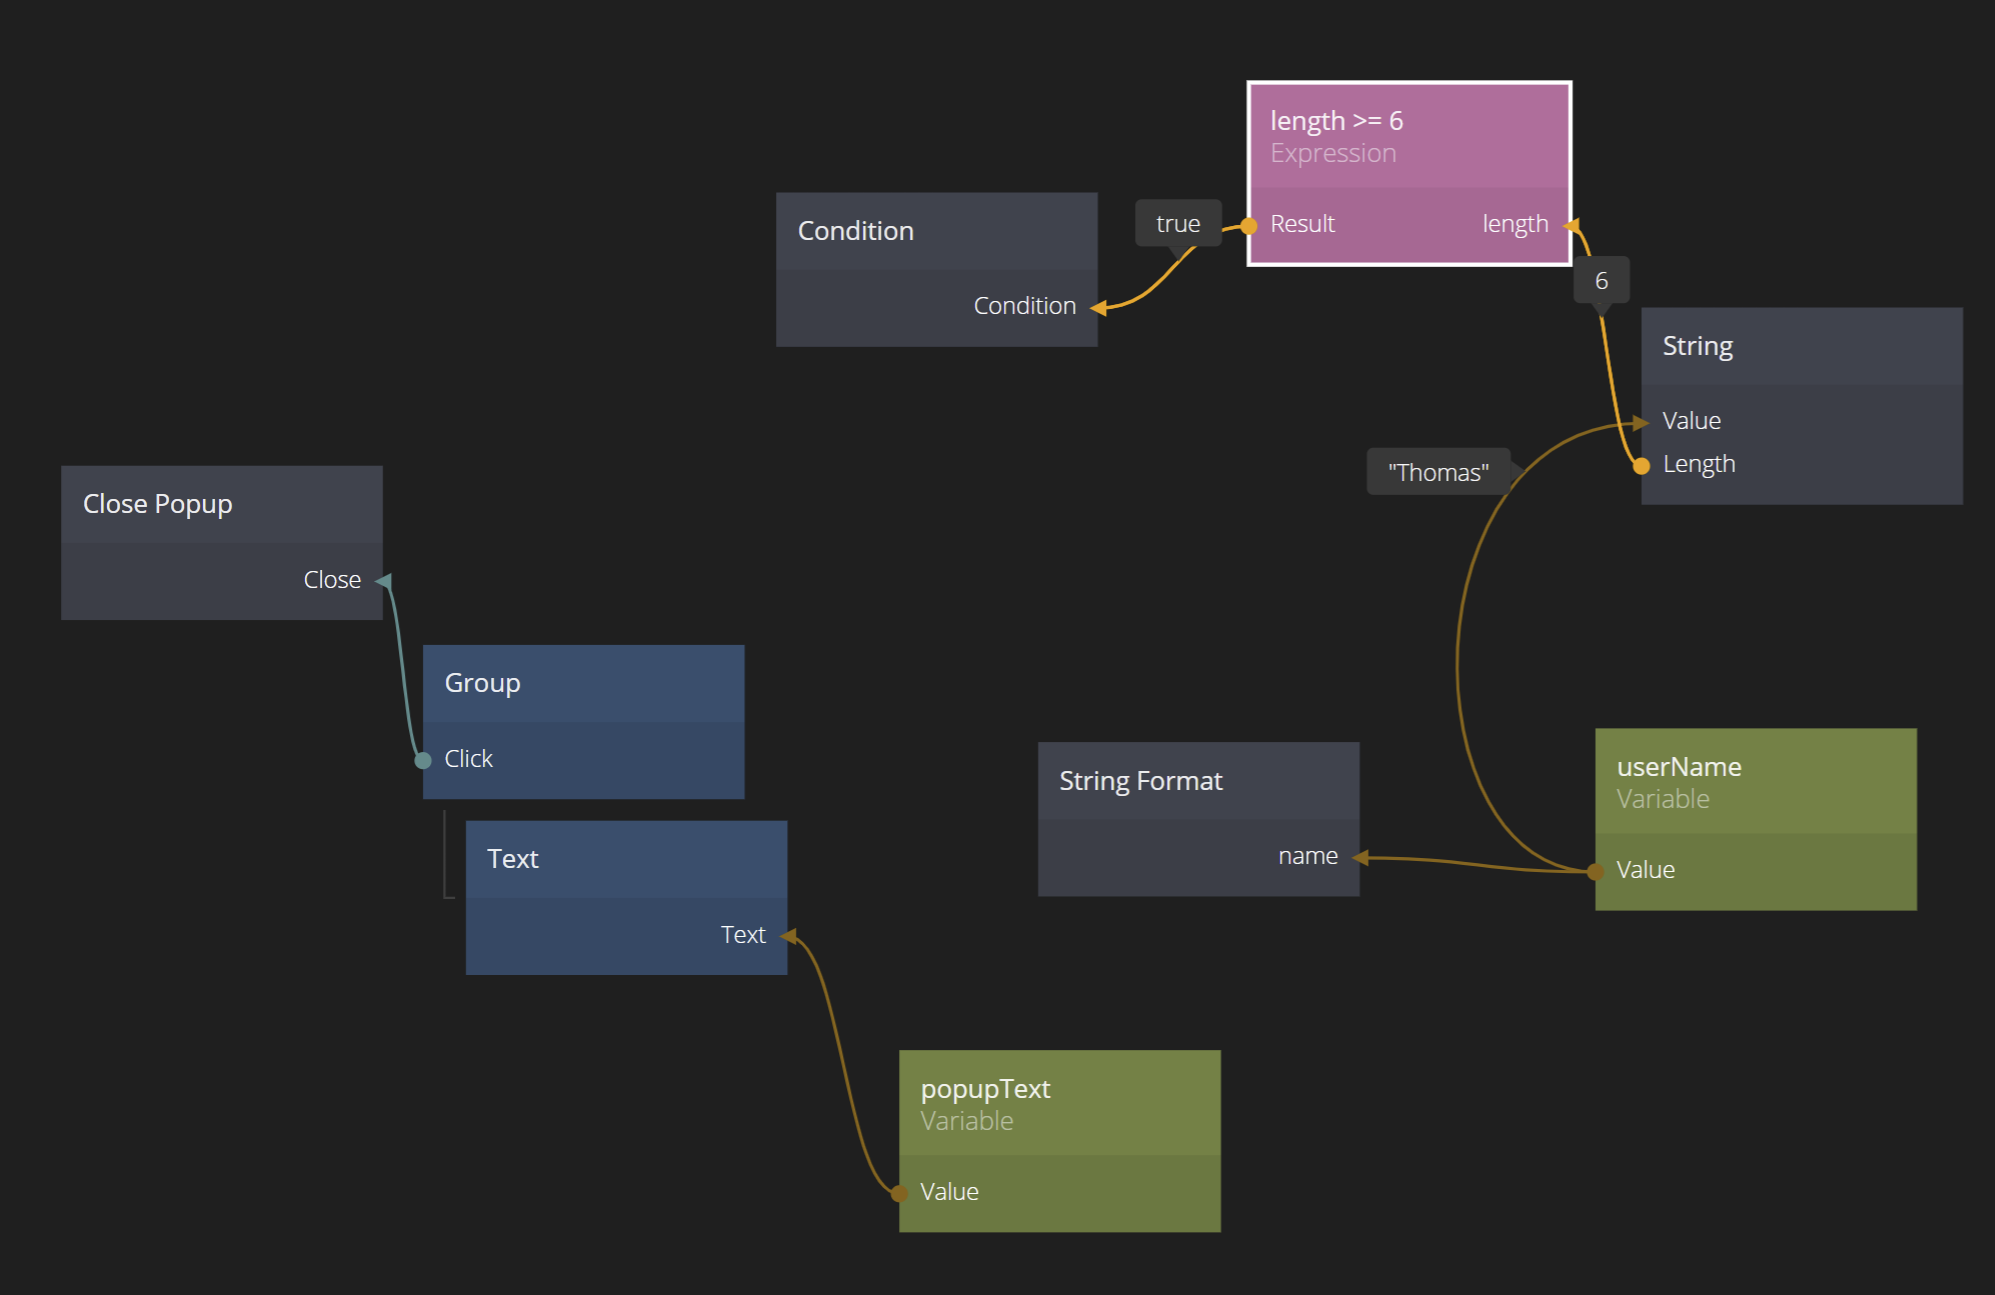 length >= 6
Expression
Result
length
true
Condition
Condition
6
String
Value
Length
"Thomas"
Close Popup
Close
Group
Click
Text
Text
String Format
name
userName
Variable
Value
popupText
Variable
Value